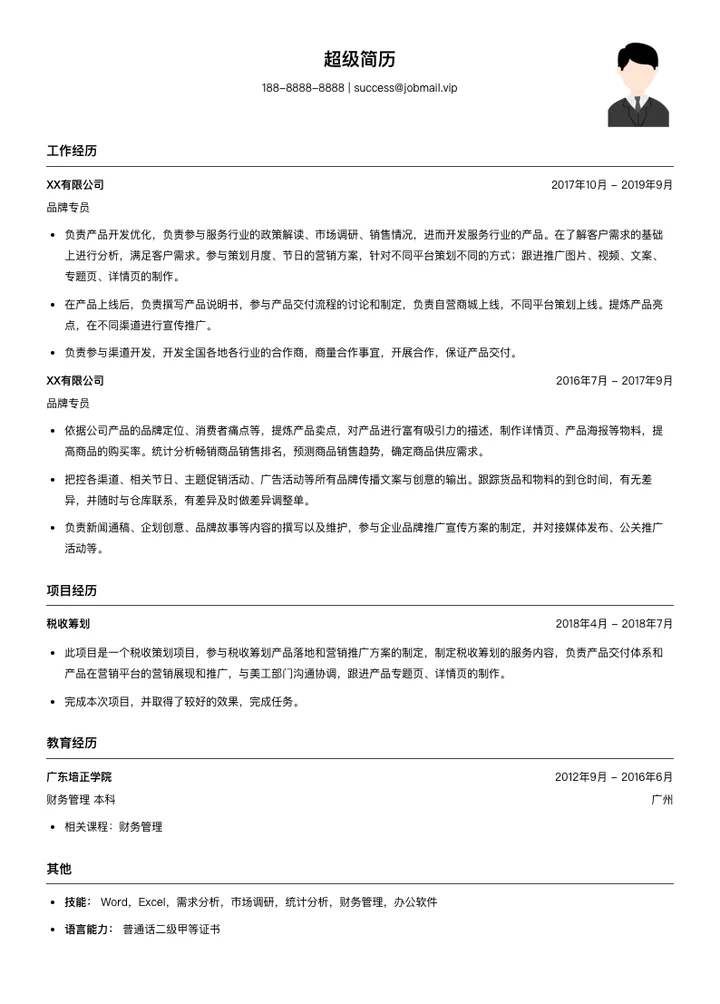 超级简历
188-8888-8888 | success@jobmail.vip
工作经历
XX有限公司 2017年10月 – 2019年9月
品牌专员
• 负责产品开发优化，负责参与服务行业的政策解读、市场调研、销售情况，进而开发服务行业的产品。在了解客户需求的基础
上进行分析，满足客户需求。参与策划月度、节日的营销方案，针对不同平台策划不同的方式；跟进推广图片、视频、文案、
专题页、详情页的制作。
• 在产品上线后，负责撰写产品说明书，参与产品交付流程的讨论和制定，负责自营商城上线，不同平台策划上线。提炼产品亮
点，在不同渠道进行宣传推广。
• 负责参与渠道开发，开发全国各地各行业的合作商，商量合作事宜，开展合作，保证产品交付。
XX有限公司 2016年7月 – 2017年9月
品牌专员
• 依据公司产品的品牌定位、消费者痛点等，提炼产品卖点，对产品进行富有吸引力的描述，制作详情页、产品海报等物料，提
高商品的购买率。统计分析畅销商品销售排名，预测商品销售趋势，确定商品供应需求。
• 把控各渠道、相关节日、主题促销活动、广告活动等所有品牌传播文案与创意的输出。跟踪货品和物料的到仓时间，有无差
异，并随时与仓库联系，有差异及时做差异调整单。
• 负责新闻通稿、企划创意、品牌故事等内容的撰写以及维护，参与企业品牌推广宣传方案的制定，并对接媒体发布、公关推广
活动等。
项目经历
税收筹划 2018年4月 – 2018年7月
• 此项目是一个税收策划项目，参与税收筹划产品落地和营销推广方案的制定，制定税收筹划的服务内容，负责产品交付体系和
产品在营销平台的营销展现和推广，与美工部门沟通协调，跟进产品专题页、详情页的制作。
• 完成本次项目，并取得了较好的效果，完成任务。
教育经历
广东培正学院 2012年9月 – 2016年6月
财务管理 本科 广州
• 相关课程：财务管理
其他
• 技能： Word，Excel，需求分析，市场调研，统计分析，财务管理，办公软件
• 语言能力： 普通话二级甲等证书